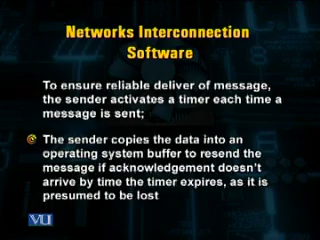 Networks Interconnection
Software
To ensure reliable deliver of message,
the sender activates a timer each time a
message is sent;
The sender copies the data into an
operating system buffer to resend the
message if acknowledgement doesn't
arrive by time the timer expires, as it is
presumed to be lost
VU